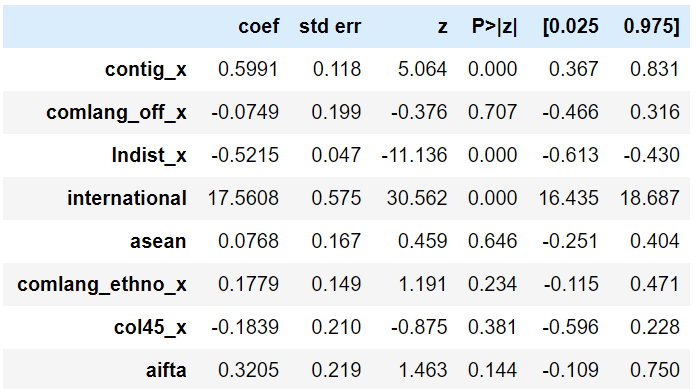 coef std err z P>|z| [0.025 0.975]
contig_x 0.5991 0.118 5.064 0.000 0.367 0.831
comlang_off_x -0.0749 0.199 -0.376 0.707 -0.466 0.316
lndist_x -0.5215 0.047 -11.136 0.000 -0.613 -0.430
international 17.5608 0.575 30.562 0.000 16.435 18.687
asean 0.0768 0.167 0.459 0.646 -0.251 0.404
comlang_ethno_x 0.1779 0.149 1.191 0.234 -0.115 0.471
col45_x -0.1839 0.210 -0.875 0.381 -0.596 0.228
aifta 0.3205 0.219 1.463 0.144 -0.109 0.750